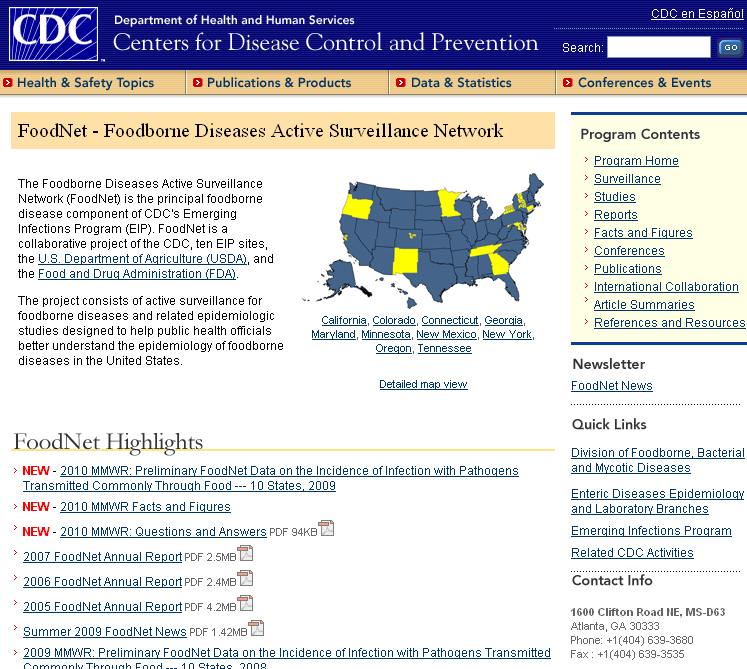 CDC
™
Department of Health and Human Services
Centers for Disease Control and Prevention
CDC en Español
Search:
GO
Health & Safety Topics
Publications & Products
Data & Statistics
Conferences & Events
FoodNet - Foodborne Diseases Active Surveillance Network
The Foodborne Diseases Active Surveillance
Network (FoodNet) is the principal foodborne
disease component of CDC's Emerging
Infections Program (EIP). FoodNet is a
collaborative project of the CDC, ten EIP sites,
the U.S. Department of Agriculture (USDA), and
the Food and Drug Administration (FDA).
The project consists of active surveillance for
foodborne diseases and related epidemiologic
studies designed to help public health officials
better understand the epidemiology of foodborne
diseases in the United States.
California, Colorado, Connecticut, Georgia,
Maryland, Minnesota, New Mexico, New York,
Oregon, Tennessee
Detailed map view
FoodNet Highlights
NEW - 2010 MMWR: Preliminary FoodNet Data on the Incidence of Infection with Pathogens
Transmitted Commonly Through Food --- 10 States, 2009
NEW - 2010 MMWR Facts and Figures
NEW - 2010 MMWR: Questions and Answers PDF 94KB
2007 FoodNet Annual Report PDF 2.5MB
2006 FoodNet Annual Report PDF 2.4MB
2005 FoodNet Annual Report PDF 4.2MB
Summer 2009 FoodNet News PDF 1.42MB
2009 MMWR: Preliminary FoodNet Data on the Incidence of Infection with Pathogens Transmitted
Commonly Through Food --- 10 States, 2008
Program Contents
Program Home
Surveillance
Studies
Reports
Facts and Figures
Conferences
Publications
International Collaboration
Article Summaries
References and Resources
Newsletter
FoodNet News
Quick Links
Division of Foodborne, Bacterial
and Mycotic Diseases
Enteric Diseases Epidemiology
and Laboratory Branches
Emerging Infections Program
Related CDC Activities
Contact Info
1600 Clifton Road NE, MS-D63
Atlanta, GA 30333
Phone: +1(404) 639-3680
Fax : +1(404) 639-3535